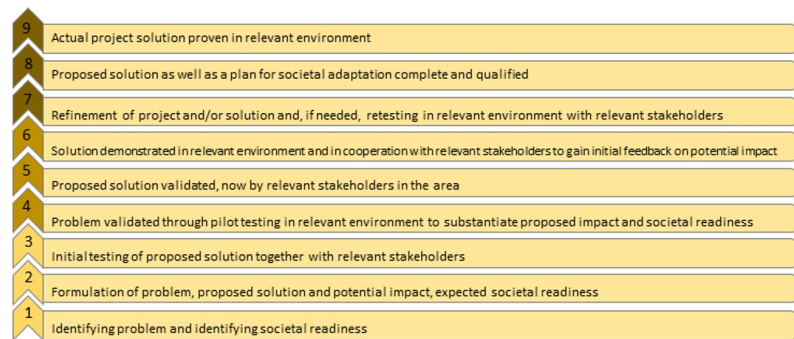 9
Actual project solution proven in relevant environment
8
Proposed solution as well as a plan for societal adaptation complete and qualified
7
Refinement of project and/or solution and, if needed, retesting in relevant environment with relevant stakeholders
6
Solution demonstrated in relevant environment and in cooperation with relevant stakeholders to gain initial feedback on potential impact
5
Proposed solution validated, now by relevant stakeholders in the area
4
Problem validated through pilot testing in relevant environment to substantiate proposed impact and societal readiness
3
Initial testing of proposed solution together with relevant stakeholders
2
Formulation of problem, proposed solution and potential impact, expected societal readiness
1
Identifying problem and identifying societal readiness